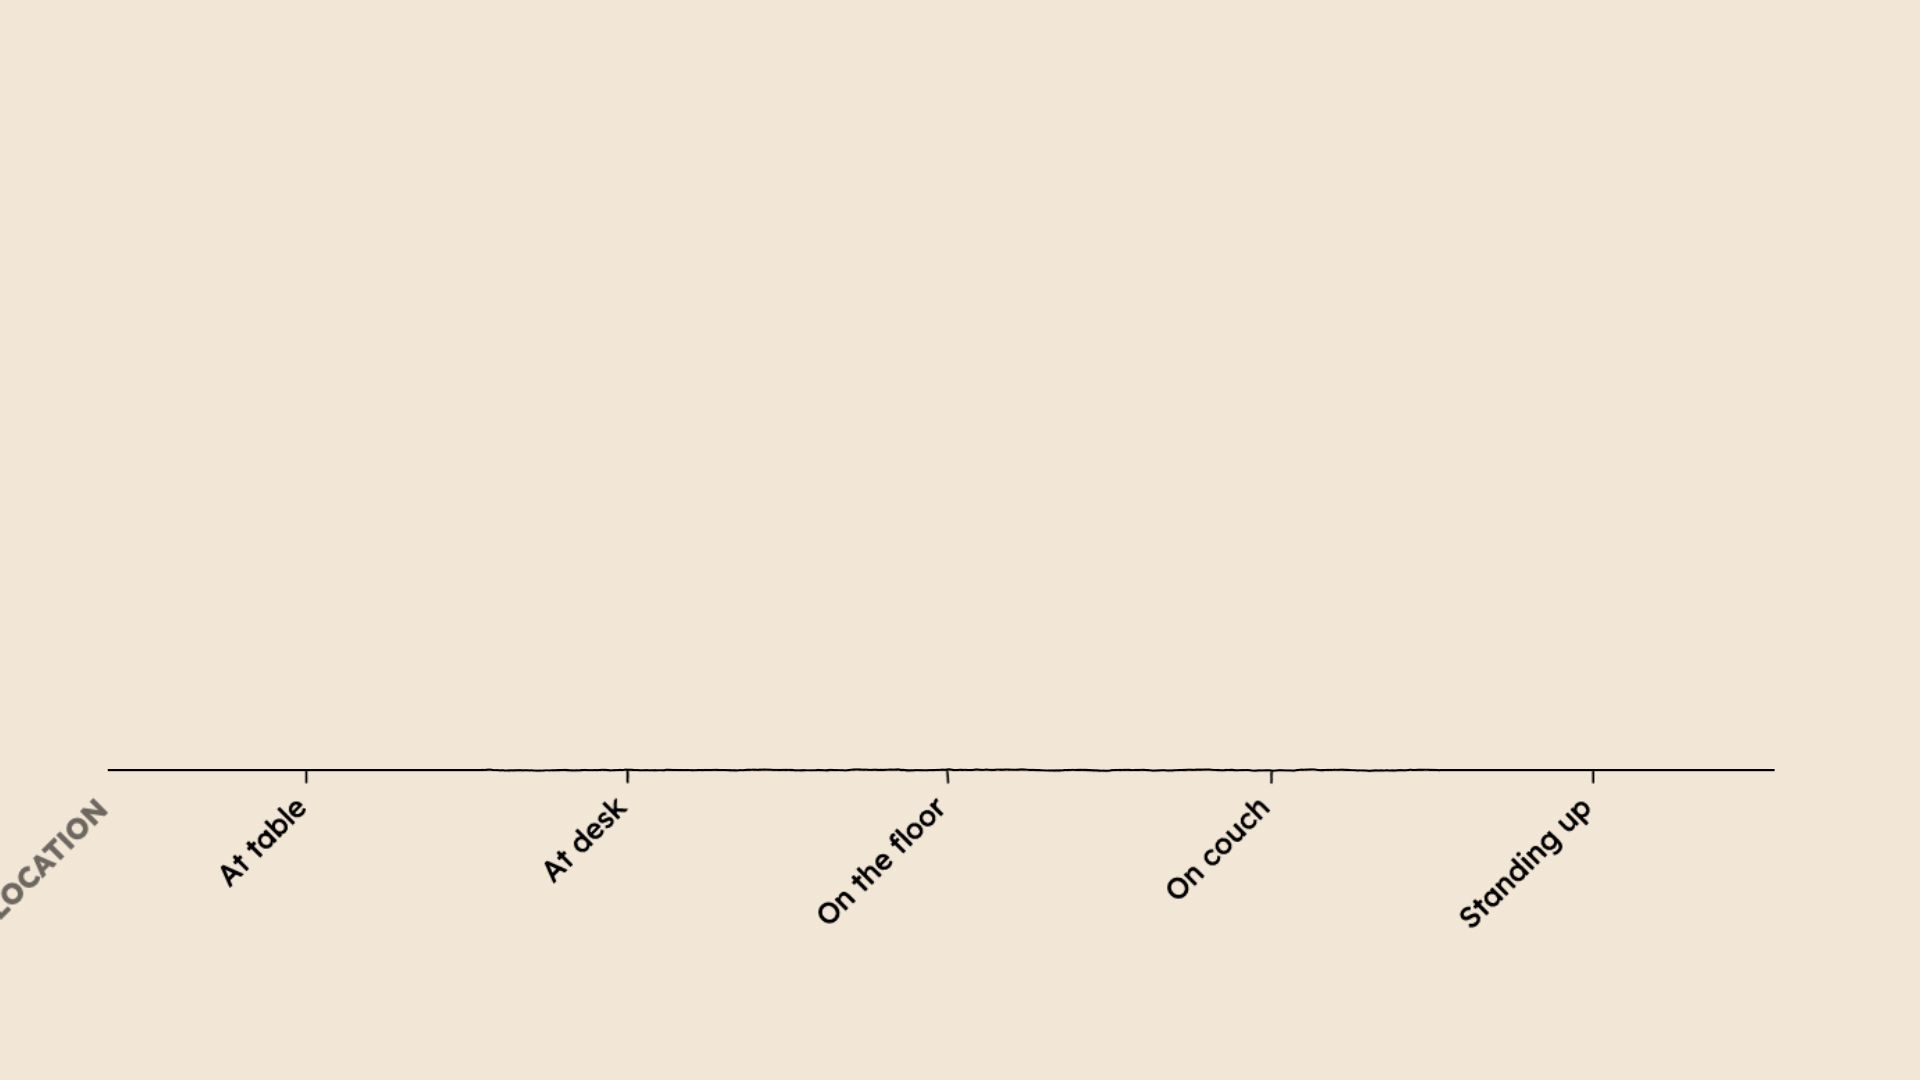 LOCATION
At table
At desk
On the floor
On couch
Standing up